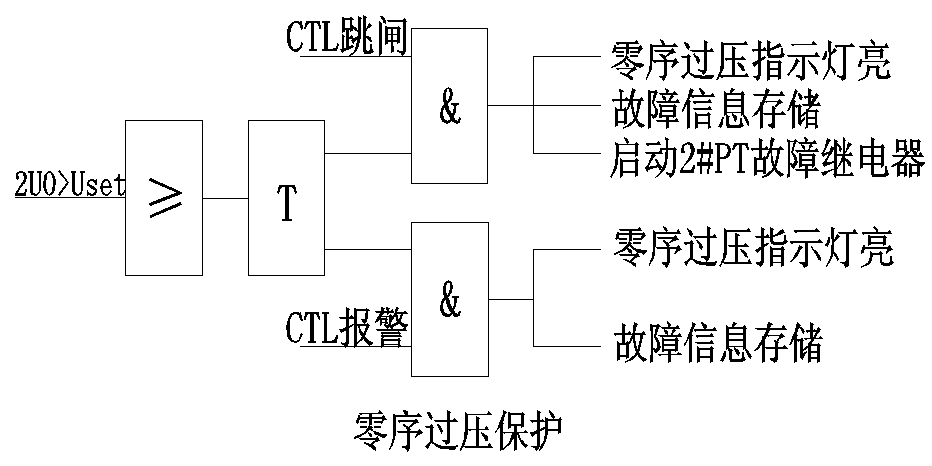 CTL跳闸
&
零序过压指示灯亮
故障信息存储
启动2#PT故障继电器
2U0>Uset
≥
T
CTL报警
&
零序过压指示灯亮
故障信息存储
零序过压保护